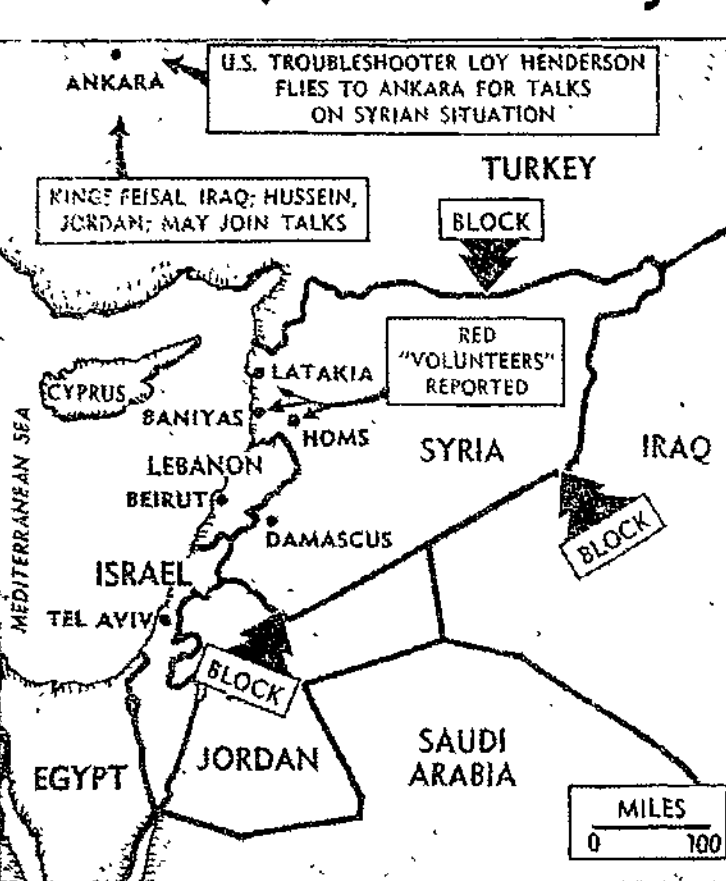 ANKARA
U.S. TROUBLESHOOTER LOY HENDERSON
FLIES TO ANKARA FOR TALKS
ON SYRIAN SITUATION
KINGS FEISAL IRAQ; HUSSEIN,
JORDAN; MAY JOIN TALKS
TURKEY
BLOCK
RED
"VOLUNTEERS"
REPORTED
LATAKIA
CYPRUS
BANIYAS
HOMS
SYRIA
IRAQ
LEBANON
BEIRUT
DAMASCUS
BLOCK
MEDITERRANEAN SEA
ISRAEL
TEL AVIV
BLOCK
JORDAN
EGYPT
SAUDI
ARABIA
MILES
0 100